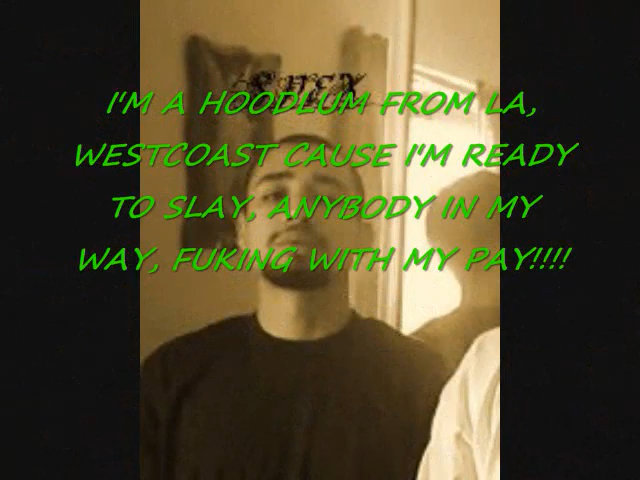 I'M A HOODLUM FROM LA,
WESTCOAST CAUSE I'M READY
TO SLAY, ANYBODY IN MY
WAY, FUKING WITH MY PAY!!!!